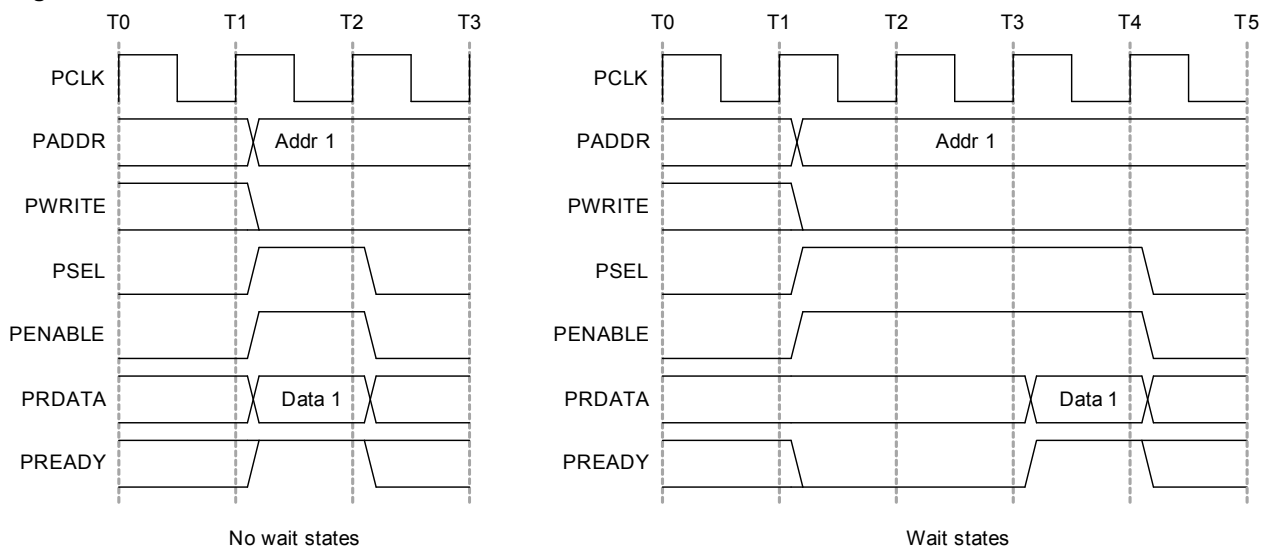 T0 T1 T2 T3
PCLK
PADDR Addr 1
PWRITE
PSEL
PENABLE
PRDATA Data 1
PREADY
No wait states
T0 T1 T2 T3 T4 T5
PCLK
PADDR Addr 1
PWRITE
PSEL
PENABLE
PRDATA Data 1
PREADY
Wait states